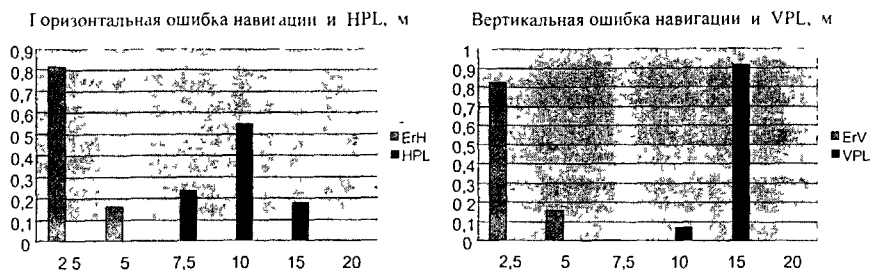 Горизонтальная ошибка навигации и HPL, м
0,9
0,8
0,7
0,6
0,5
0,4
0,3
0,2
0,1
0
2 5 5 7,5 10 15 20
ErH
HPL
Вертикальная ошибка навигации и VPL, м
1
0,9
0,8
0,7
0,6
0,5
0,4
0,3
0,2
0,1
0
2,5 5 7,5 10 15 20
ErV
VPL